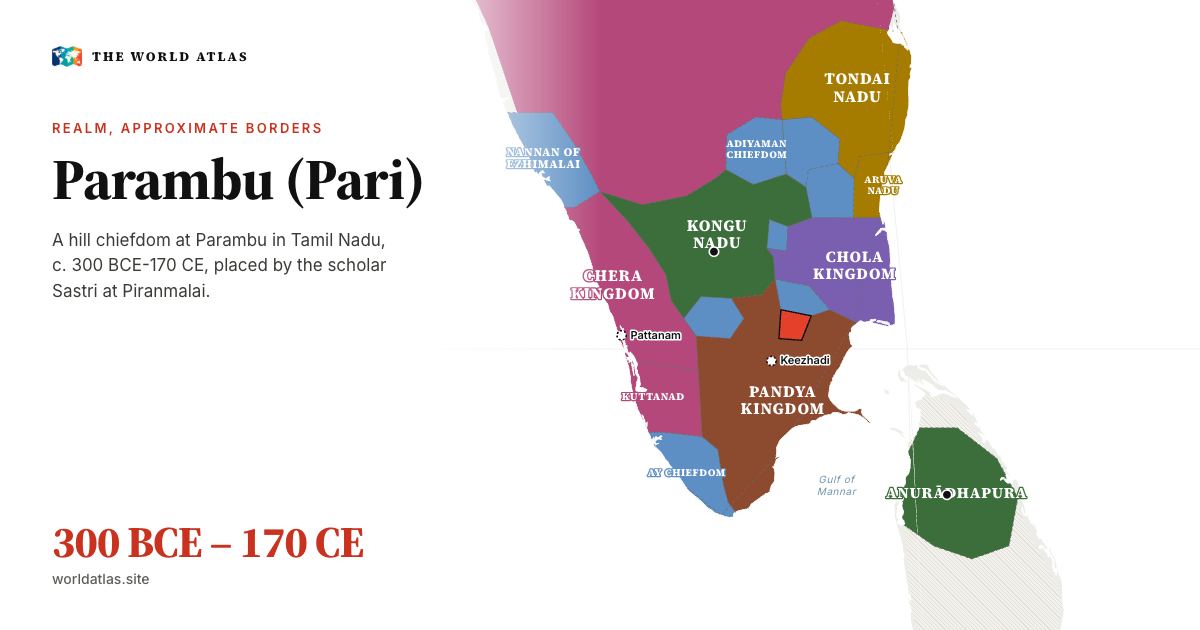 THE WORLD ATLAS
REALM, APPROXIMATE BORDERS
Parambu (Pari)
A hill chiefdom at Parambu in Tamil Nadu,
c. 300 BCE-170 CE, placed by the scholar
Sastri at Piranmalai.
300 BCE – 170 CE
worldatlas.site
TONDAI
NADU
NANNAN OF
EZHIMALAI
ADIYAMAN
CHIEFDOM
ARUVA
NADU
KONGU
NADU
CHOLA
KINGDOM
CHERA
KINGDOM
Pattanam
Keezhadi
KUTTANAD
PANDYA
KINGDOM
AY CHIEFDOM
Gulf of
Mannar
ANURĀDHAPURA